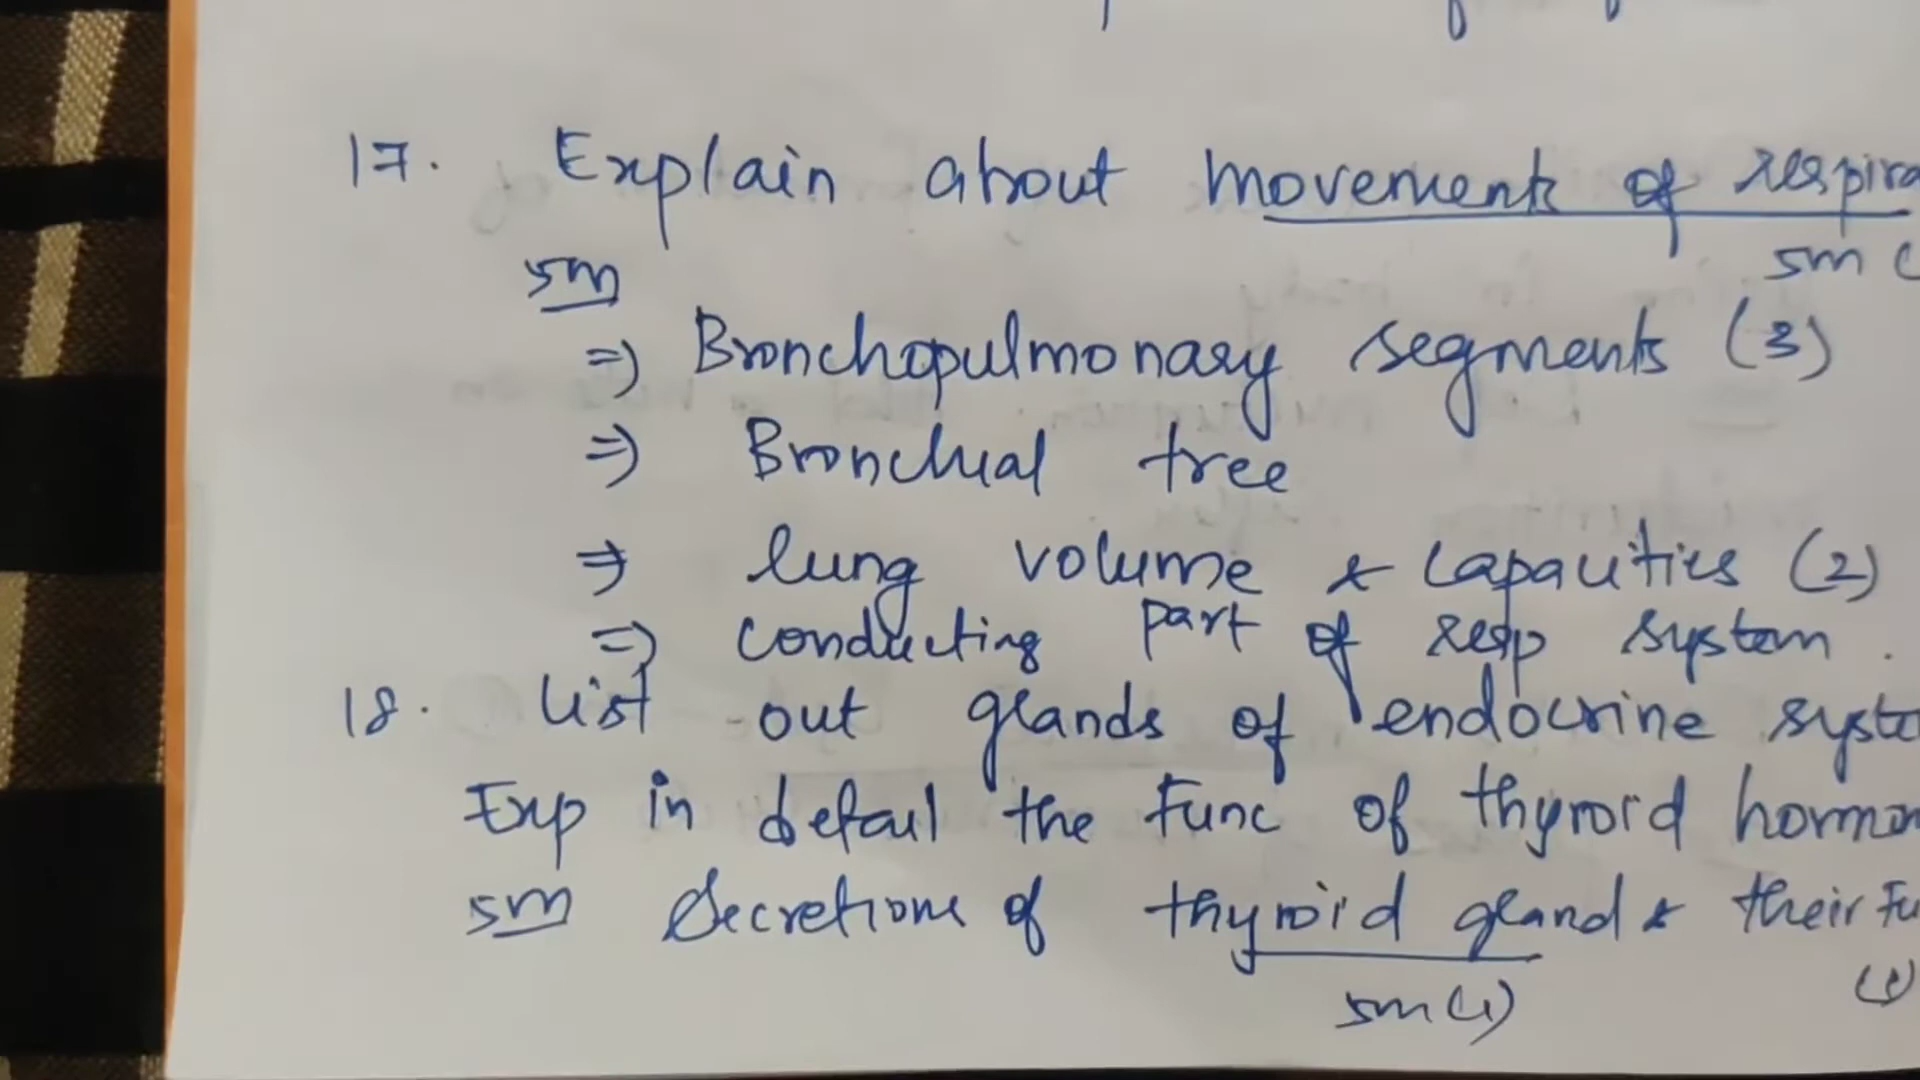 17. Explain about movements of respira
5m
5m (
=) Bronchopulmonary segments (3)
=) Bronchial tree
=) lung volume & capacities (2)
=) conducting part of resp system .
18. List out glands of endocrine syste
Exp in detail the Func of thyroid hormon
5m Secretions of thyroid gland & their Fu
5m (1)
(1)